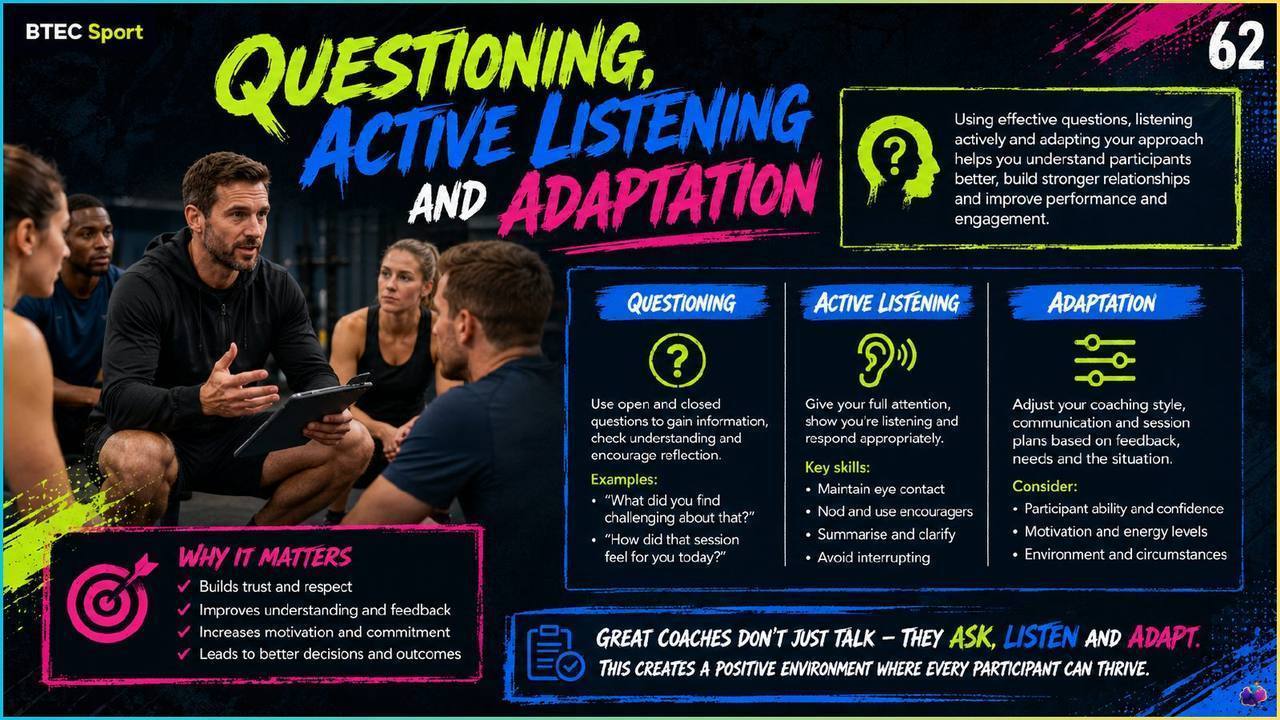 BTEC Sport
62
QUESTIONING,
ACTIVE LISTENING
AND ADAPTATION
Using effective questions, listening
actively and adapting your approach
helps you understand participants
better, build stronger relationships
and improve performance and
engagement.
QUESTIONING
Use open and closed
questions to gain information,
check understanding and
encourage reflection.
Examples:
• "What did you find
challenging about that?"
• "How did that session
feel for you today?"
ACTIVE LISTENING
Give your full attention,
show you're listening and
respond appropriately.
Key skills:
• Maintain eye contact
• Nod and use encouragers
• Summarise and clarify
• Avoid interrupting
ADAPTATION
Adjust your coaching style,
communication and session
plans based on feedback,
needs and the situation.
Consider:
• Participant ability and confidence
• Motivation and energy levels
• Environment and circumstances
WHY IT MATTERS
✓ Builds trust and respect
✓ Improves understanding and feedback
✓ Increases motivation and commitment
✓ Leads to better decisions and outcomes
GREAT COACHES DON'T JUST TALK – THEY ASK, LISTEN AND ADAPT.
THIS CREATES A POSITIVE ENVIRONMENT WHERE EVERY PARTICIPANT CAN THRIVE.